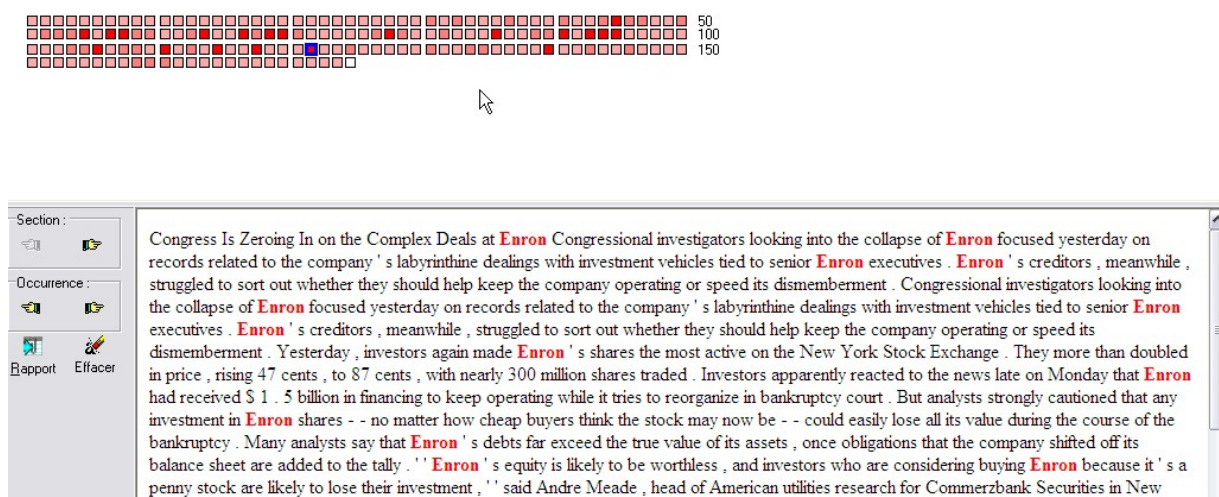 50
100
150
Section :
Occurrence :
Rapport Effacer
Congress Is Zeroing In on the Complex Deals at Enron Congressional investigators looking into the collapse of Enron focused yesterday on
records related to the company ' s labyrinthine dealings with investment vehicles tied to senior Enron executives . Enron ' s creditors , meanwhile ,
struggled to sort out whether they should help keep the company operating or speed its dismemberment . Congressional investigators looking into
the collapse of Enron focused yesterday on records related to the company ' s labyrinthine dealings with investment vehicles tied to senior Enron
executives . Enron ' s creditors , meanwhile , struggled to sort out whether they should help keep the company operating or speed its
dismemberment . Yesterday , investors again made Enron ' s shares the most active on the New York Stock Exchange . They more than doubled
in price , rising 47 cents , to 87 cents , with nearly 300 million shares traded . Investors apparently reacted to the news late on Monday that Enron
had received $ 1 . 5 billion in financing to keep operating while it tries to reorganize in bankruptcy court . But analysts strongly cautioned that any
investment in Enron shares - - no matter how cheap buyers think the stock may now be - - could easily lose all its value during the course of the
bankruptcy . Many analysts say that Enron ' s debts far exceed the true value of its assets , once obligations that the company shifted off its
balance sheet are added to the tally . ' ' Enron ' s equity is likely to be worthless , and investors who are considering buying Enron because it ' s a
penny stock are likely to lose their investment , ' ' said Andre Meade , head of American utilities research for Commerzbank Securities in New